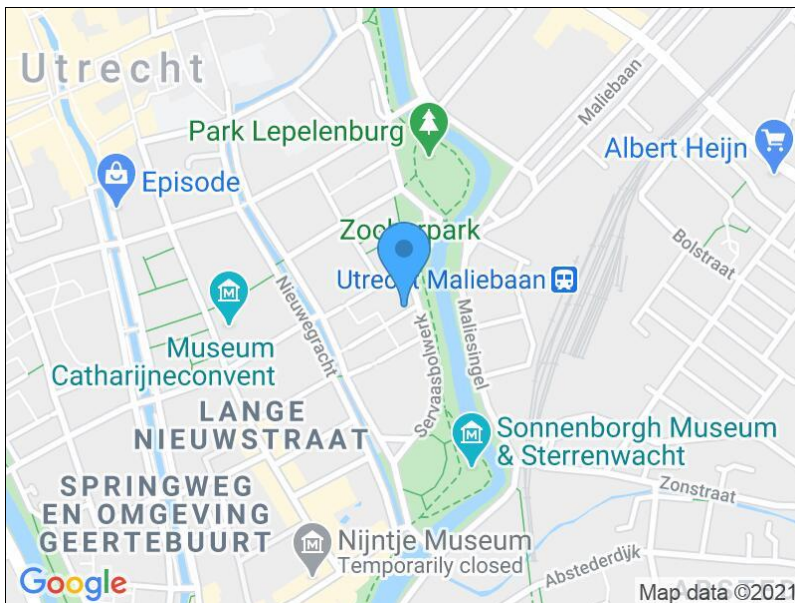 Utrecht
Maliebaan
Park Lepelenburg
Albert Heijn
Episode
Bolstraat
Utrecht Maliebaan
Nieuwegracht
Maliesingel
Servaasbolwerk
Museum
Catharijneconvent
LANGE
NIEUWSTRAAT
Sonnenborgh Museum
& Sterrenwacht
SPRINGWEG
EN OMGEVING
GEERTEBUURT
Zonstraat
Nijntje Museum
Temporarily closed
Abstederdijk
Google
Map data ©2021